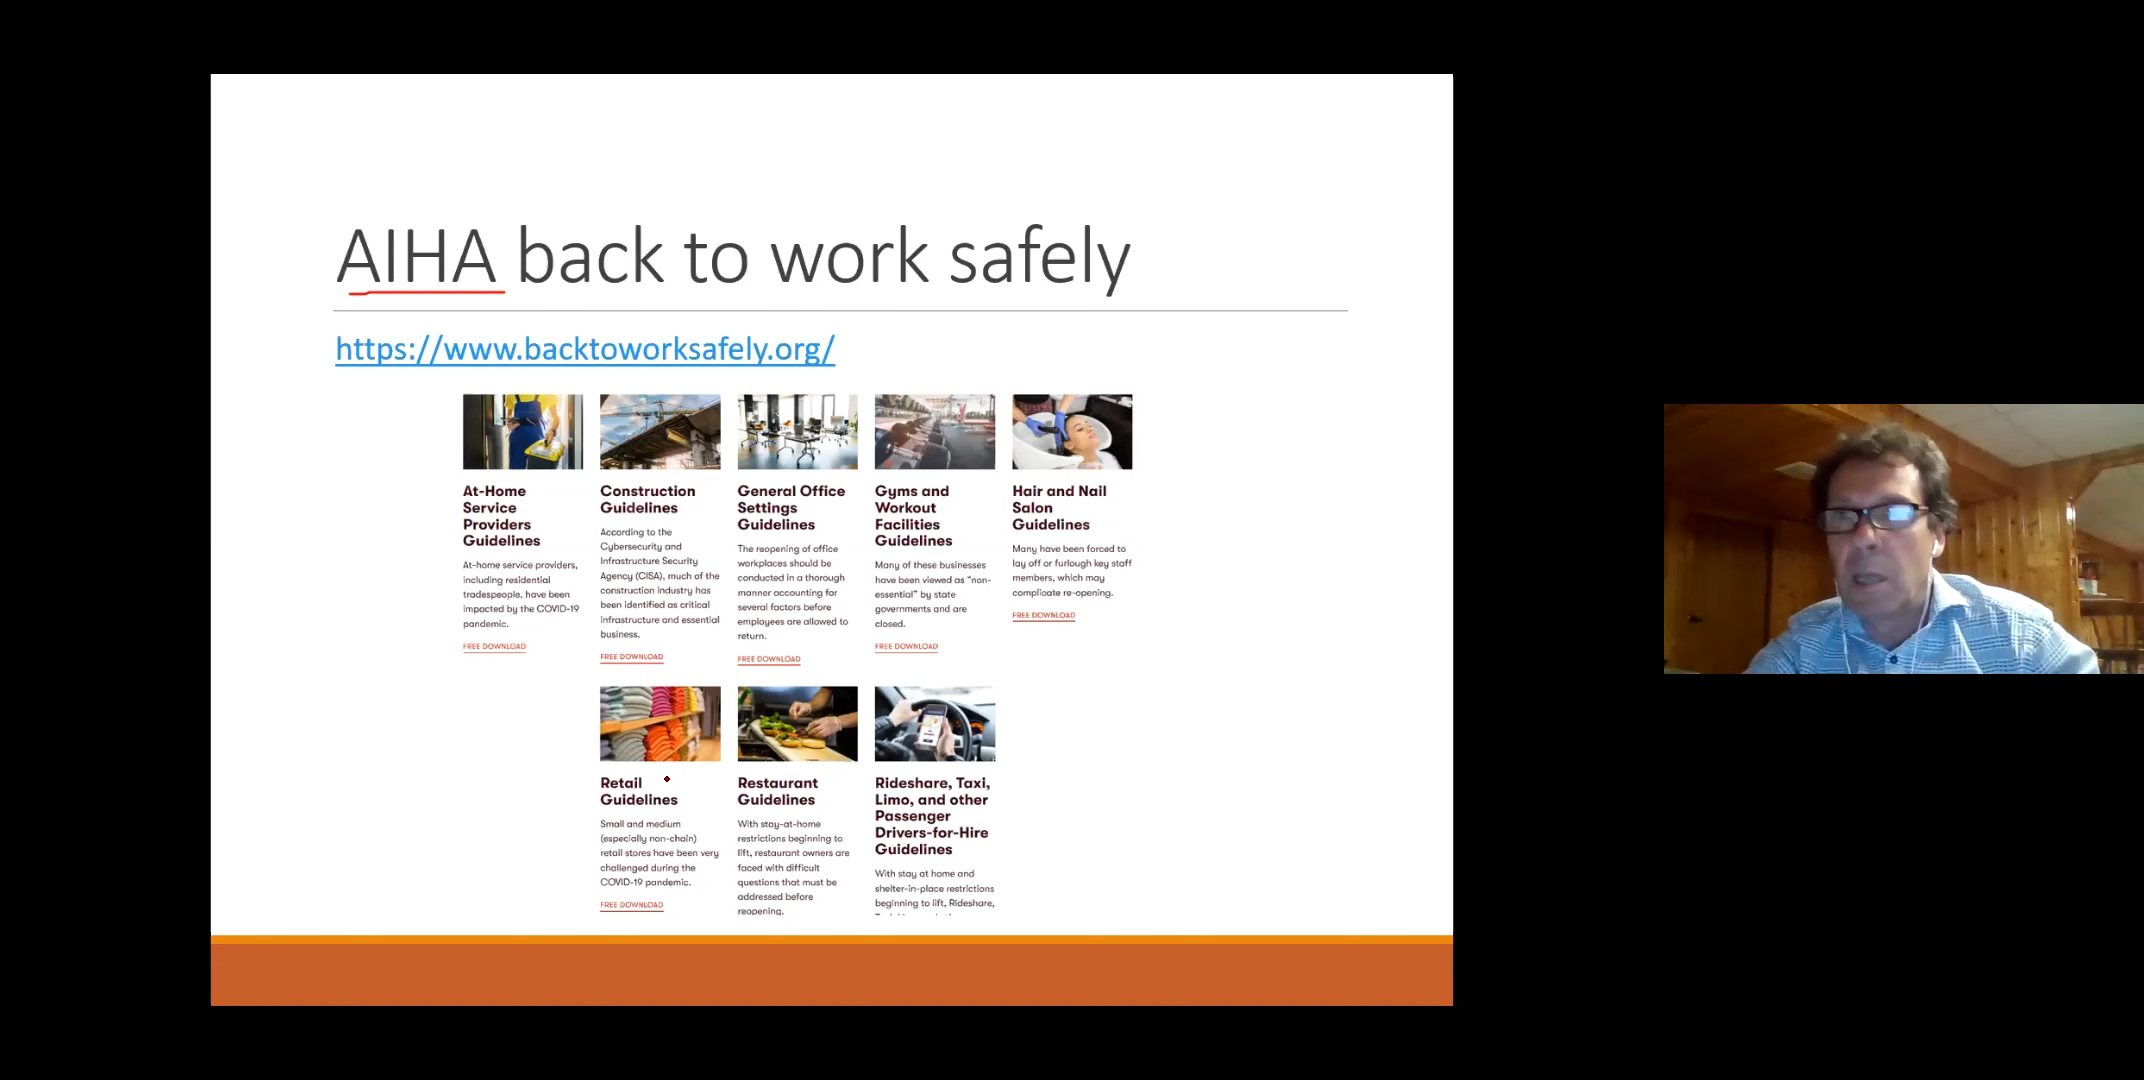 AIHA back to work safely
https://www.backtoworksafely.org/
At-Home
Service
Providers
Guidelines
At-home service providers,
including residential
tradespeople, have been
impacted by the COVID-19
pandemic.
FREE DOWNLOAD
Construction
Guidelines
According to the
Cybersecurity and
Infrastructure Security
Agency (CISA), much of the
construction industry has
been identified as critical
infrastructure and essential
business.
FREE DOWNLOAD
General Office
Settings
Guidelines
The reopening of office
workplaces should be
conducted in a thorough
manner accounting for
several factors before
employees are allowed to
return.
FREE DOWNLOAD
Gyms and
Workout
Facilities
Guidelines
Many of these businesses
have been viewed as “non-
essential” by state
governments and are
closed.
FREE DOWNLOAD
Hair and Nail
Salon
Guidelines
Many have been forced to
lay off or furlough key staff
members, which may
complicate re-opening.
FREE DOWNLOAD
Retail
Guidelines
Small and medium
(especially non-chain)
retail stores have been very
challenged during the
COVID-19 pandemic.
FREE DOWNLOAD
Restaurant
Guidelines
With stay-at-home
restrictions beginning to
lift, restaurant owners are
faced with difficult
questions that must be
addressed before
reopening.
Rideshare, Taxi,
Limo, and other
Passenger
Drivers-for-Hire
Guidelines
With stay at home and
shelter-in-place restrictions
beginning to lift, Rideshare,